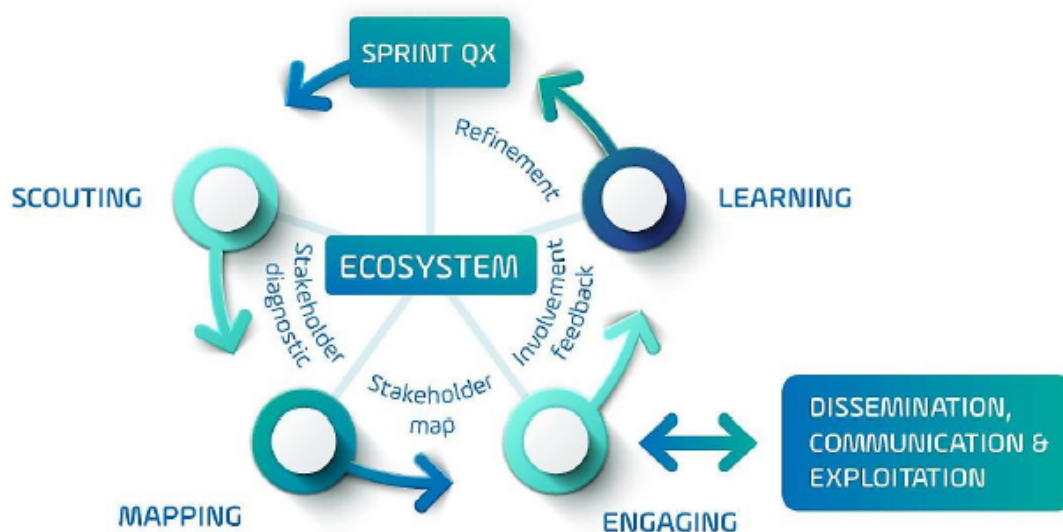 SPRINT QX
Refinement
SCOUTING
LEARNING
ECOSYSTEM
Stakeholder
diagnostic
Involvement
feedback
Stakeholder
map
DISSEMINATION,
COMMUNICATION &
EXPLOITATION
MAPPING
ENGAGING